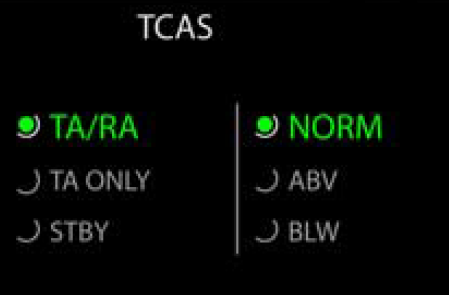 TCAS
TA/RA
TA ONLY
STBY
NORM
ABV
BLW